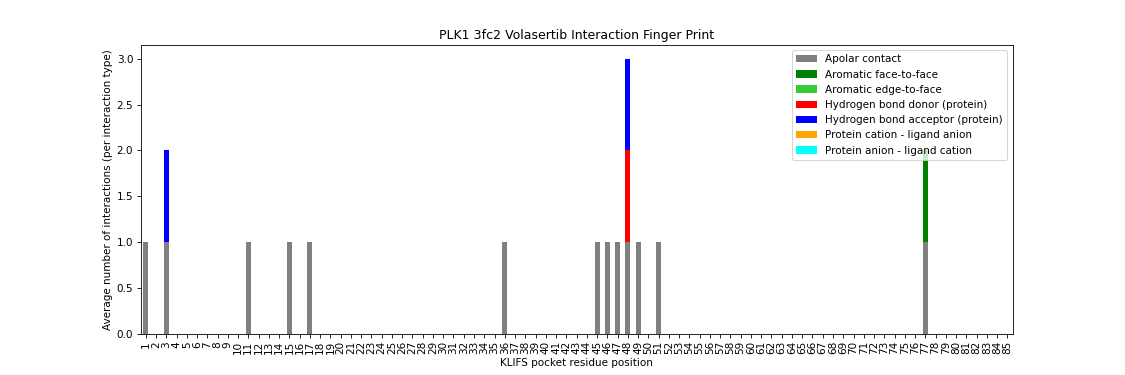 PLK1 3fc2 Volasertib Interaction Finger Print
Average number of interactions (per interaction type)
3.0
2.5
2.0
1.5
1.0
0.5
0.0
Apolar contact
Aromatic face-to-face
Aromatic edge-to-face
Hydrogen bond donor (protein)
Hydrogen bond acceptor (protein)
Protein cation - ligand anion
Protein anion - ligand cation
1 2 3 4 5 6 7 8 9 10 11 12 13 14 15 16 17 18 19 20 21 22 23 24 25 26 27 28 29 30 31 32 33 34 35 36 37 38 39 40 41 42 43 44 45 46 47 48 49 50 51 52 53 54 55 56 57 58 59 60 61 62 63 64 65 66 67 68 69 70 71 72 73 74 75 76 77 78 79 80 81 82 83 84 85
KLIFS pocket residue position